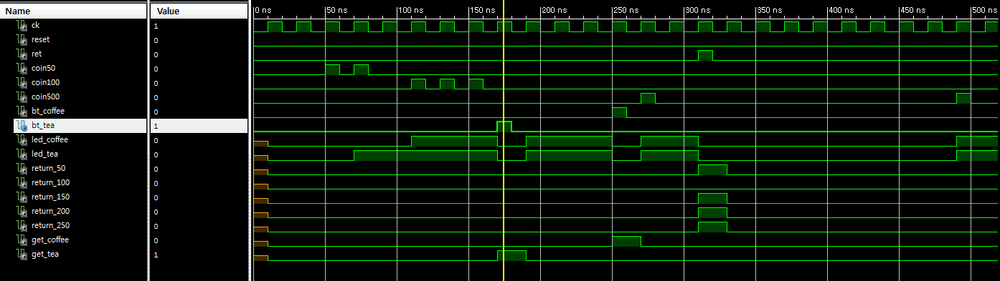 Name Value 0 ns 50 ns 100 ns 150 ns 200 ns 250 ns 300 ns 350 ns 400 ns 450 ns 500 ns
ck 1
reset 0
ret 0
coin50 0
coin100 0
coin500 0
bt_coffee 0
bt_tea 1
led_coffee 0
led_tea 0
return_50 0
return_100 0
return_150 0
return_200 0
return_250 0
get_coffee 0
get_tea 1